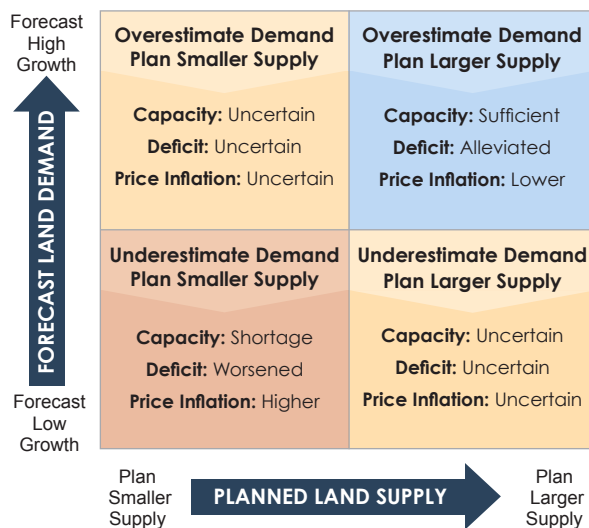 Forecast
High
Growth
FORECAST LAND DEMAND
Forecast
Low
Growth
Overestimate Demand
Plan Smaller Supply
Capacity: Uncertain
Deficit: Uncertain
Price Inflation: Uncertain
Overestimate Demand
Plan Larger Supply
Capacity: Sufficient
Deficit: Alleviated
Price Inflation: Lower
Underestimate Demand
Plan Smaller Supply
Capacity: Shortage
Deficit: Worsened
Price Inflation: Higher
Underestimate Demand
Plan Larger Supply
Capacity: Uncertain
Deficit: Uncertain
Price Inflation: Uncertain
Plan
Smaller
Supply
PLANNED LAND SUPPLY
Plan
Larger
Supply